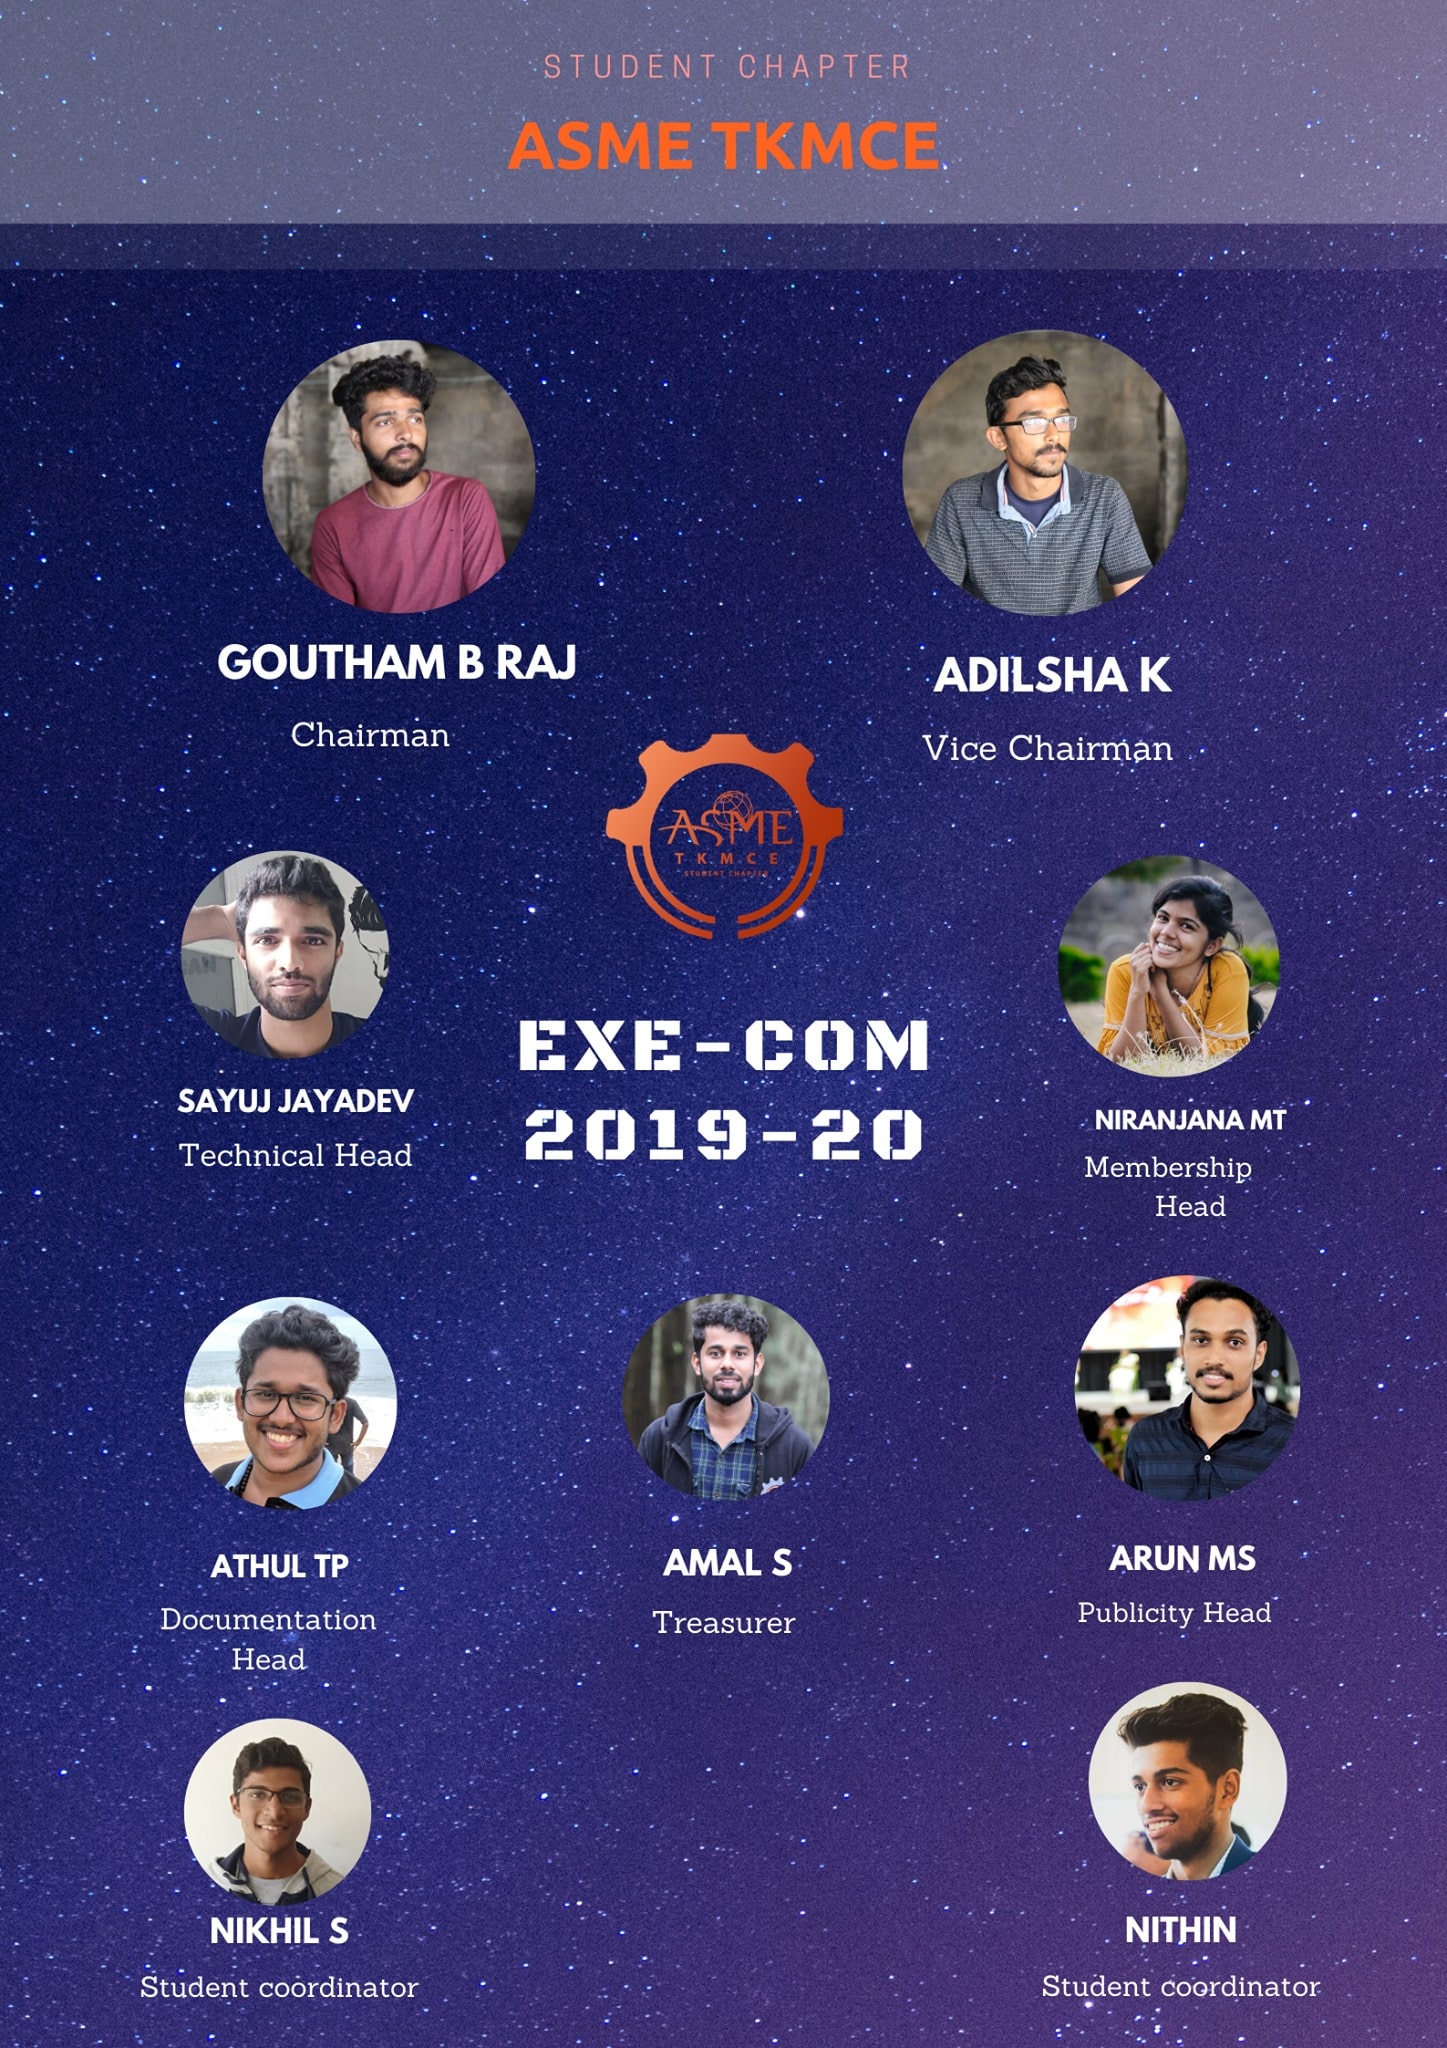 STUDENT CHAPTER
ASME TKMCE
GOUTHAM B RAJ
Chairman
ADILSHA K
Vice Chairman
ASME
T.K.M.C.E
STUDENT CHAPTER
SAYUJ JAYADEV
Technical Head
EXE-COM
2019-20
NIRANJANA MT
Membership
Head
ATHUL TP
Documentation
Head
AMAL S
Treasurer
ARUN MS
Publicity Head
NIKHIL S
Student coordinator
NITHIN
Student coordinator